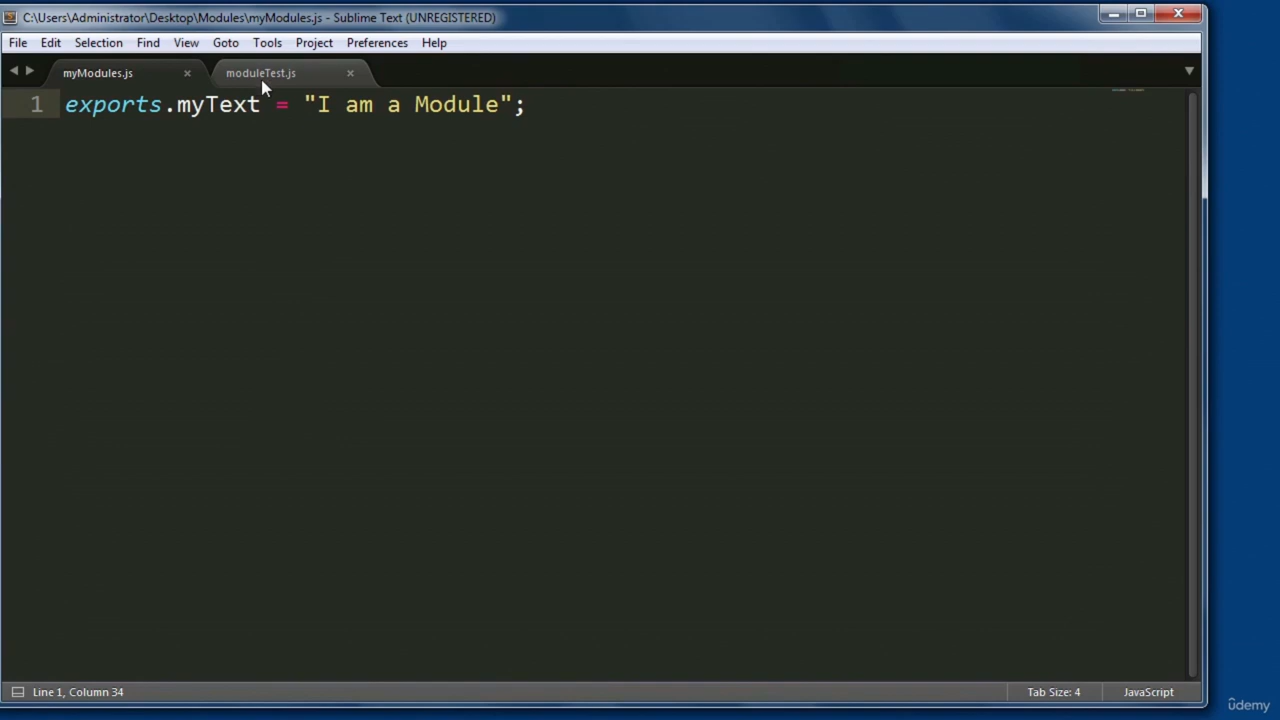 C:\Users\Administrator\Desktop\Modules\myModules.js - Sublime Text (UNREGISTERED)
File Edit Selection Find View Goto Tools Project Preferences Help
myModules.js moduleTest.js
1 exports.myText = "I am a Module";
Line 1, Column 34 Tab Size: 4 JavaScript
ûdemy